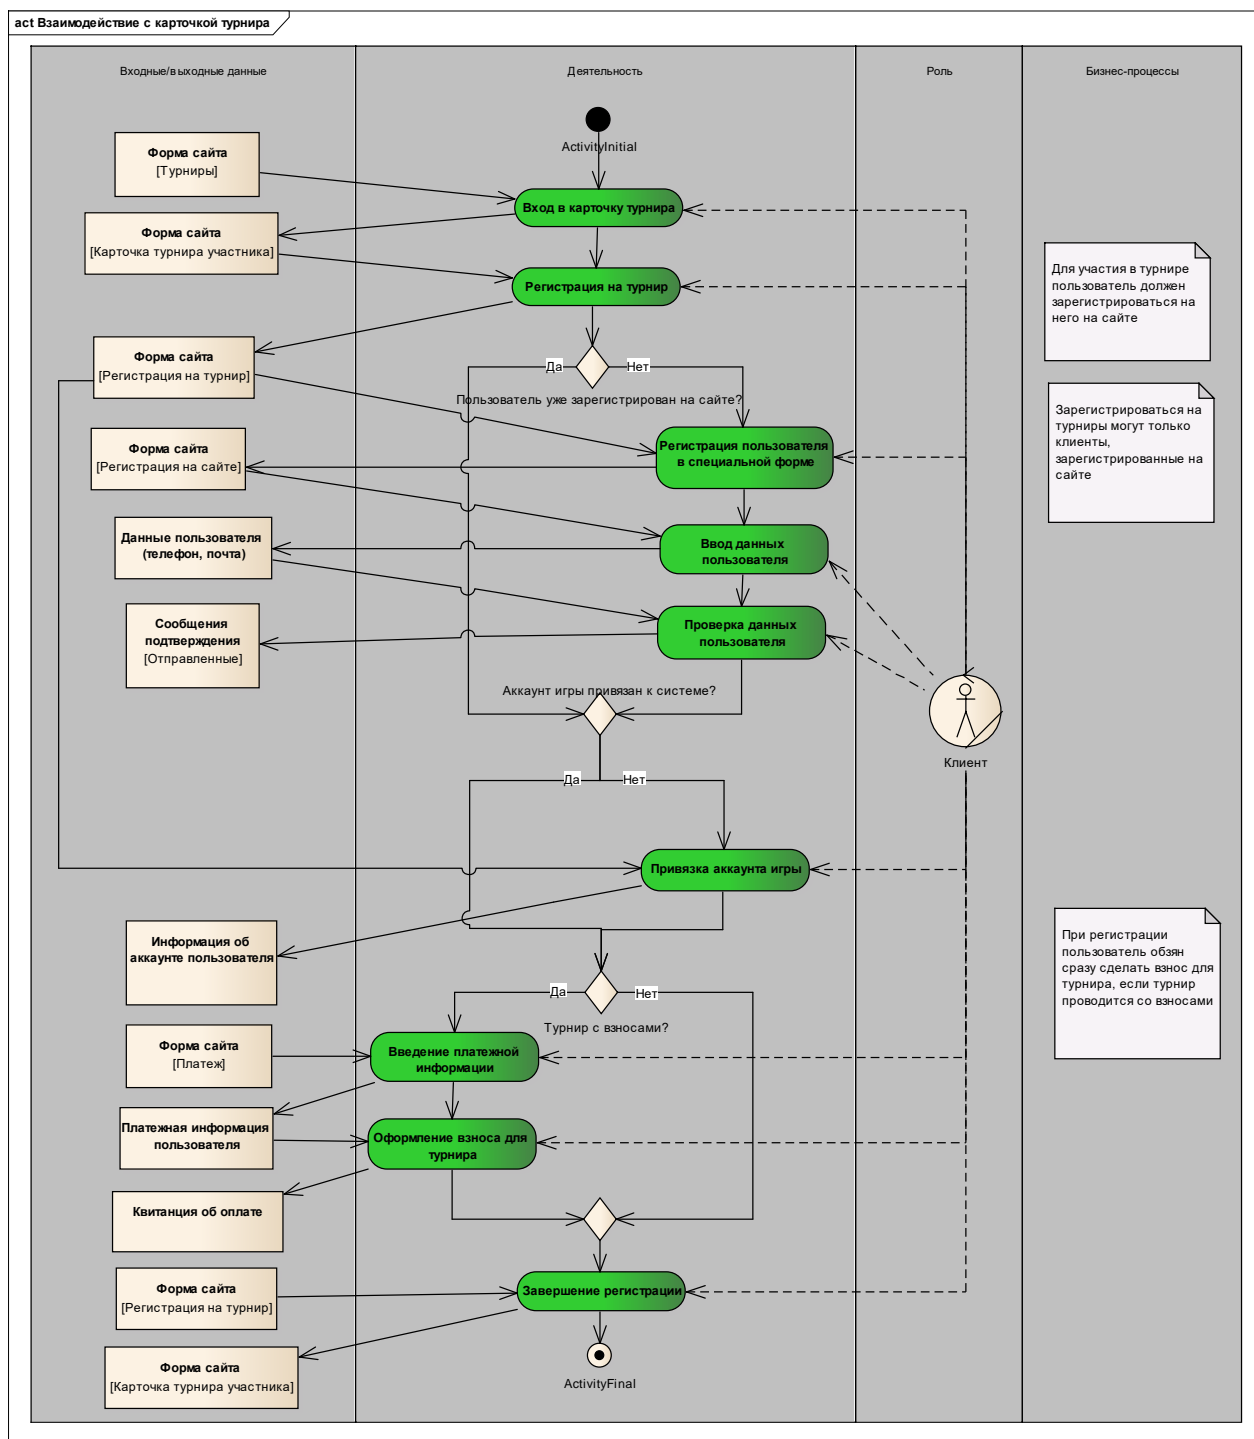 act Взаимодействие с карточкой турнира
Входные/выходные данные
Деятельность
Роль
Бизнес-процессы
ActivityInitial
Форма сайта
[Турниры]
Вход в карточку турнира
Форма сайта
[Карточка турнира участника]
Регистрация на турнир
Для участия в турнире
пользователь должен
зарегистрироваться на
него на сайте
Форма сайта
[Регистрация на турнир]
Да
Нет
Пользователь уже зарегистрирован на сайте?
Зарегистрироваться на
турниры могут только
клиенты,
зарегистрированные на
сайте
Регистрация пользователя
в специальной форме
Форма сайта
[Регистрация на сайте]
Данные пользователя
(телефон, почта)
Ввод данных
пользователя
Сообщения
подтверждения
[Отправленные]
Проверка данных
пользователя
Аккаунт игры привязан к системе?
Клиент
Да
Нет
Привязка аккаунта игры
Информация об
аккаунте пользователя
При регистрации
пользователь обзян
сразу сделать взнос для
турнира, если турнир
проводится со взносами
Да
Нет
Турнир с взносами?
Форма сайта
[Платеж]
Введение платежной
информации
Платежная информация
пользователя
Оформление взноса для
турнира
Квитанция об оплате
Форма сайта
[Регистрация на турнир]
Завершение регистрации
Форма сайта
[Карточка турнира участника]
ActivityFinal